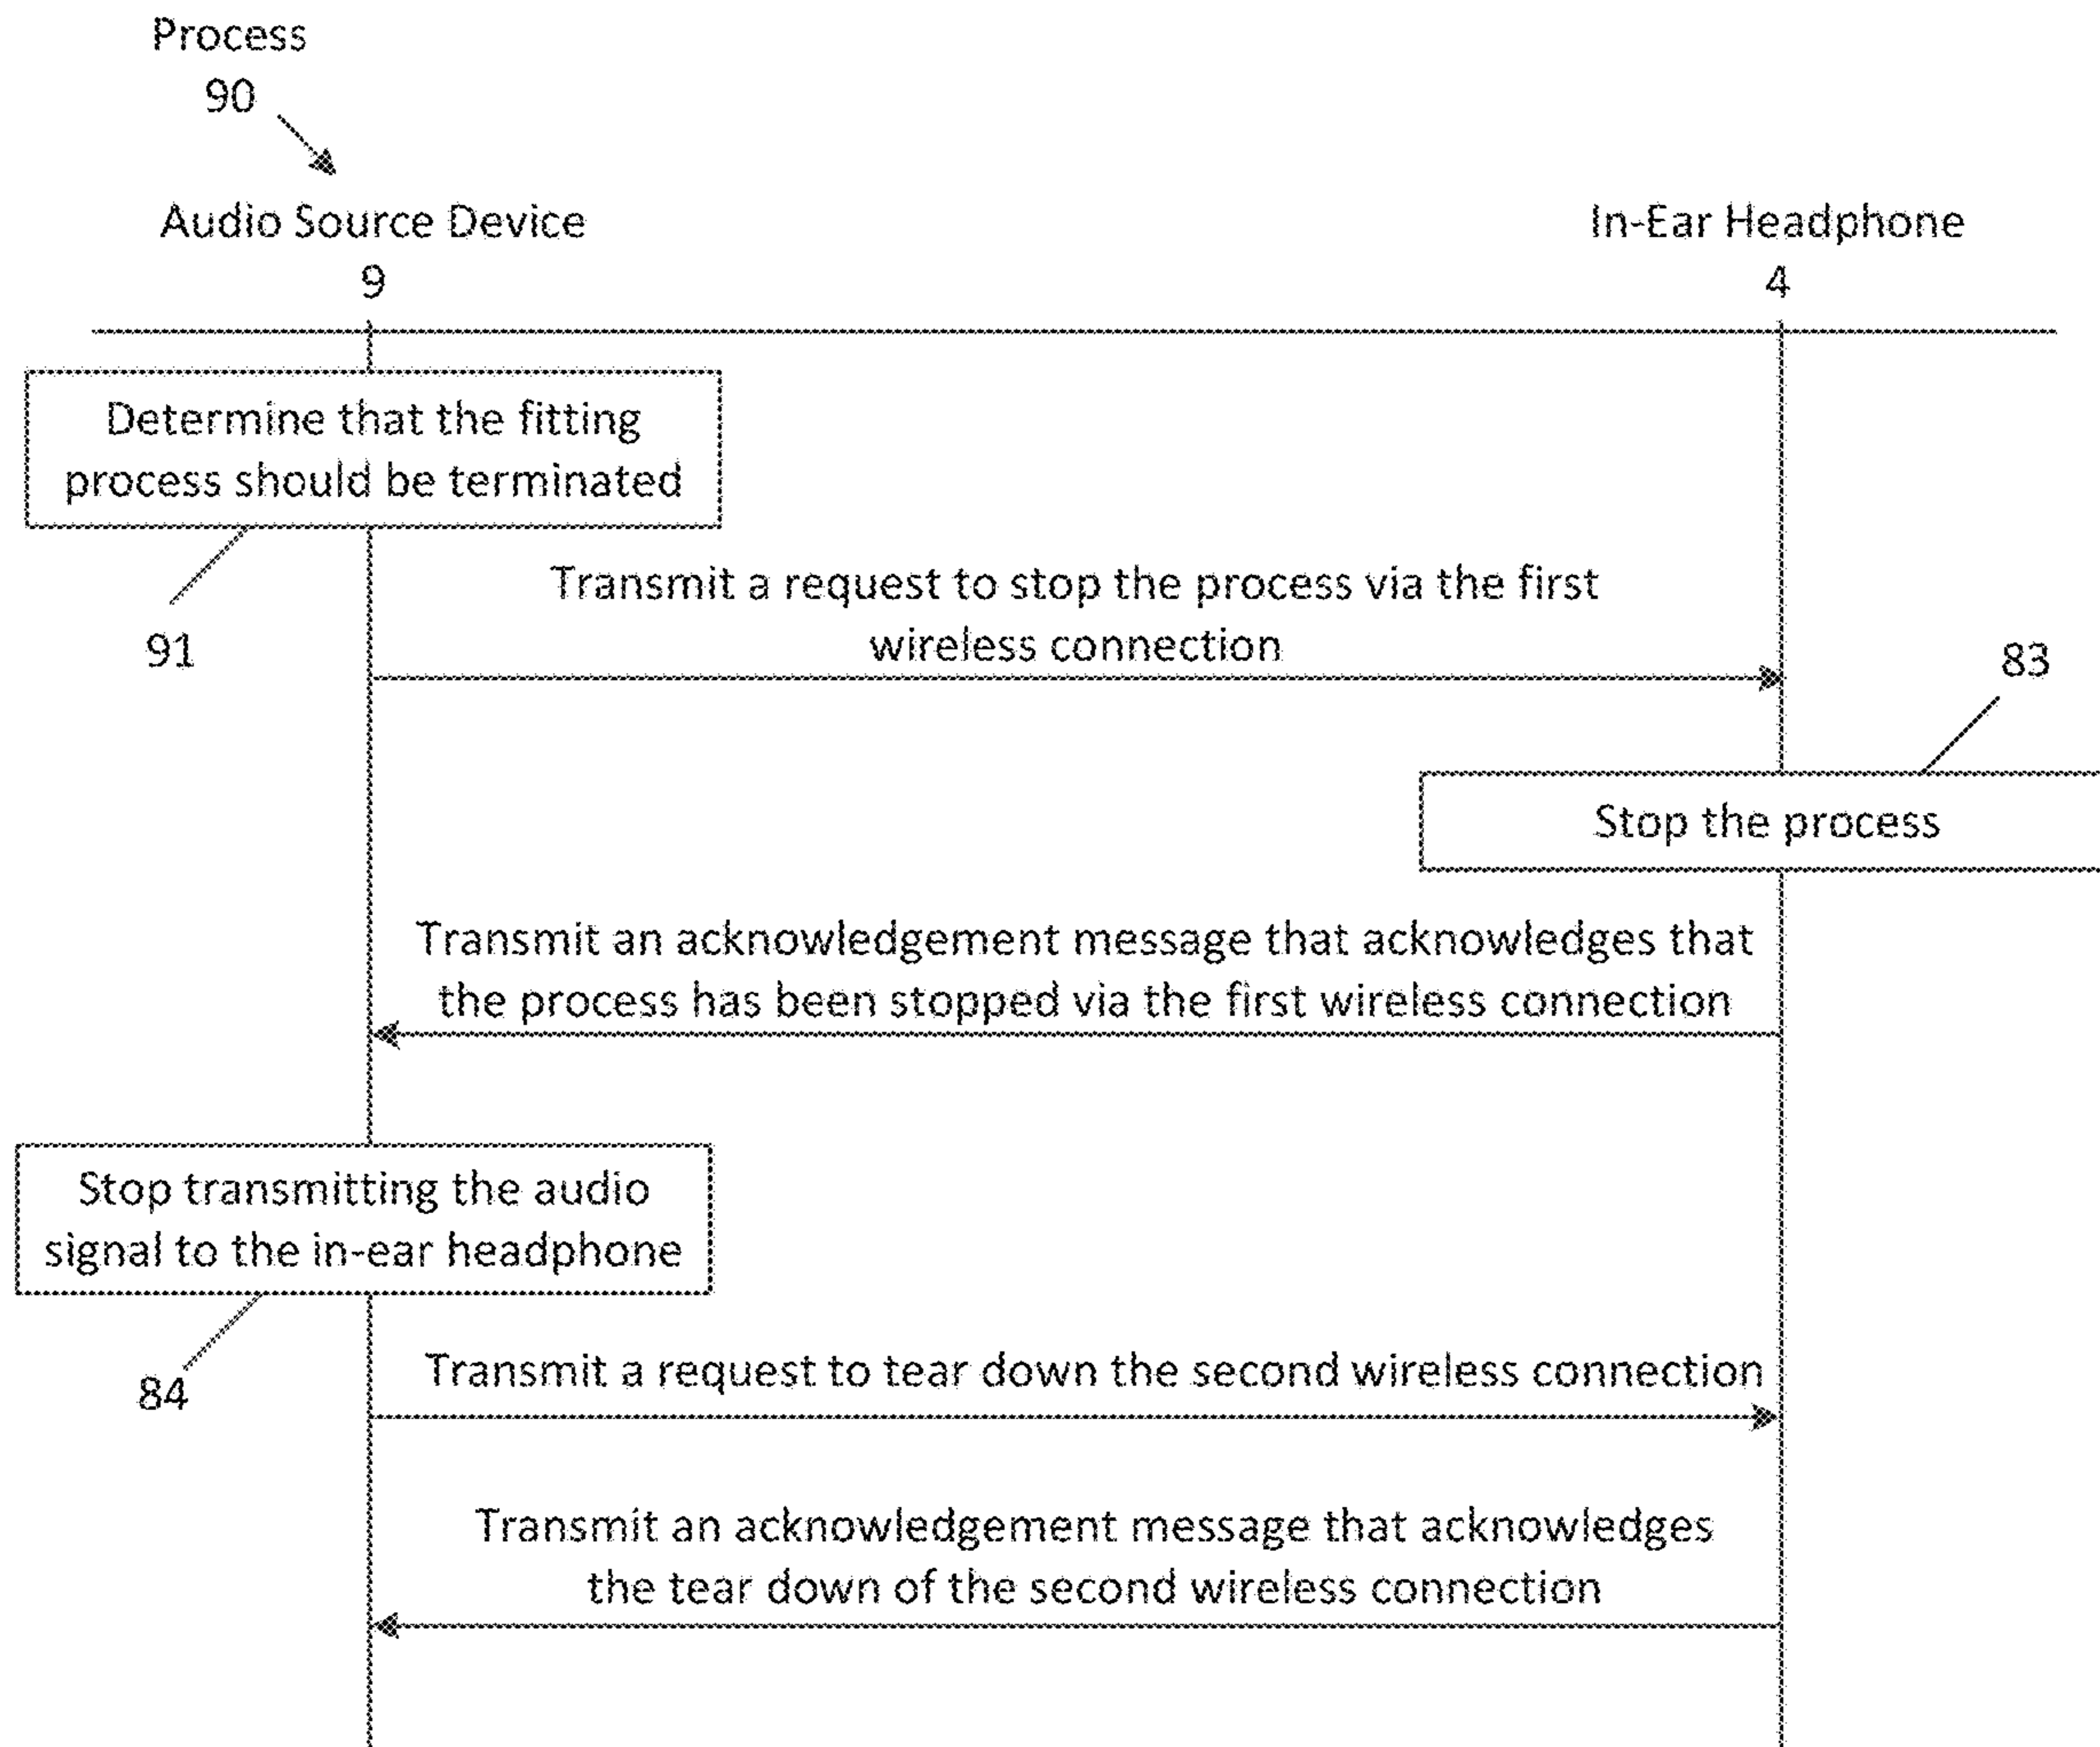 Process
90
Audio Source Device
9
In-Ear Headphone
4
Determine that the fitting
process should be terminated
91
Transmit a request to stop the process via the first
wireless connection
83
Stop the process
Transmit an acknowledgement message that acknowledges that
the process has been stopped via the first wireless connection
Stop transmitting the audio
signal to the in-ear headphone
84
Transmit a request to tear down the second wireless connection
Transmit an acknowledgement message that acknowledges
the tear down of the second wireless connection